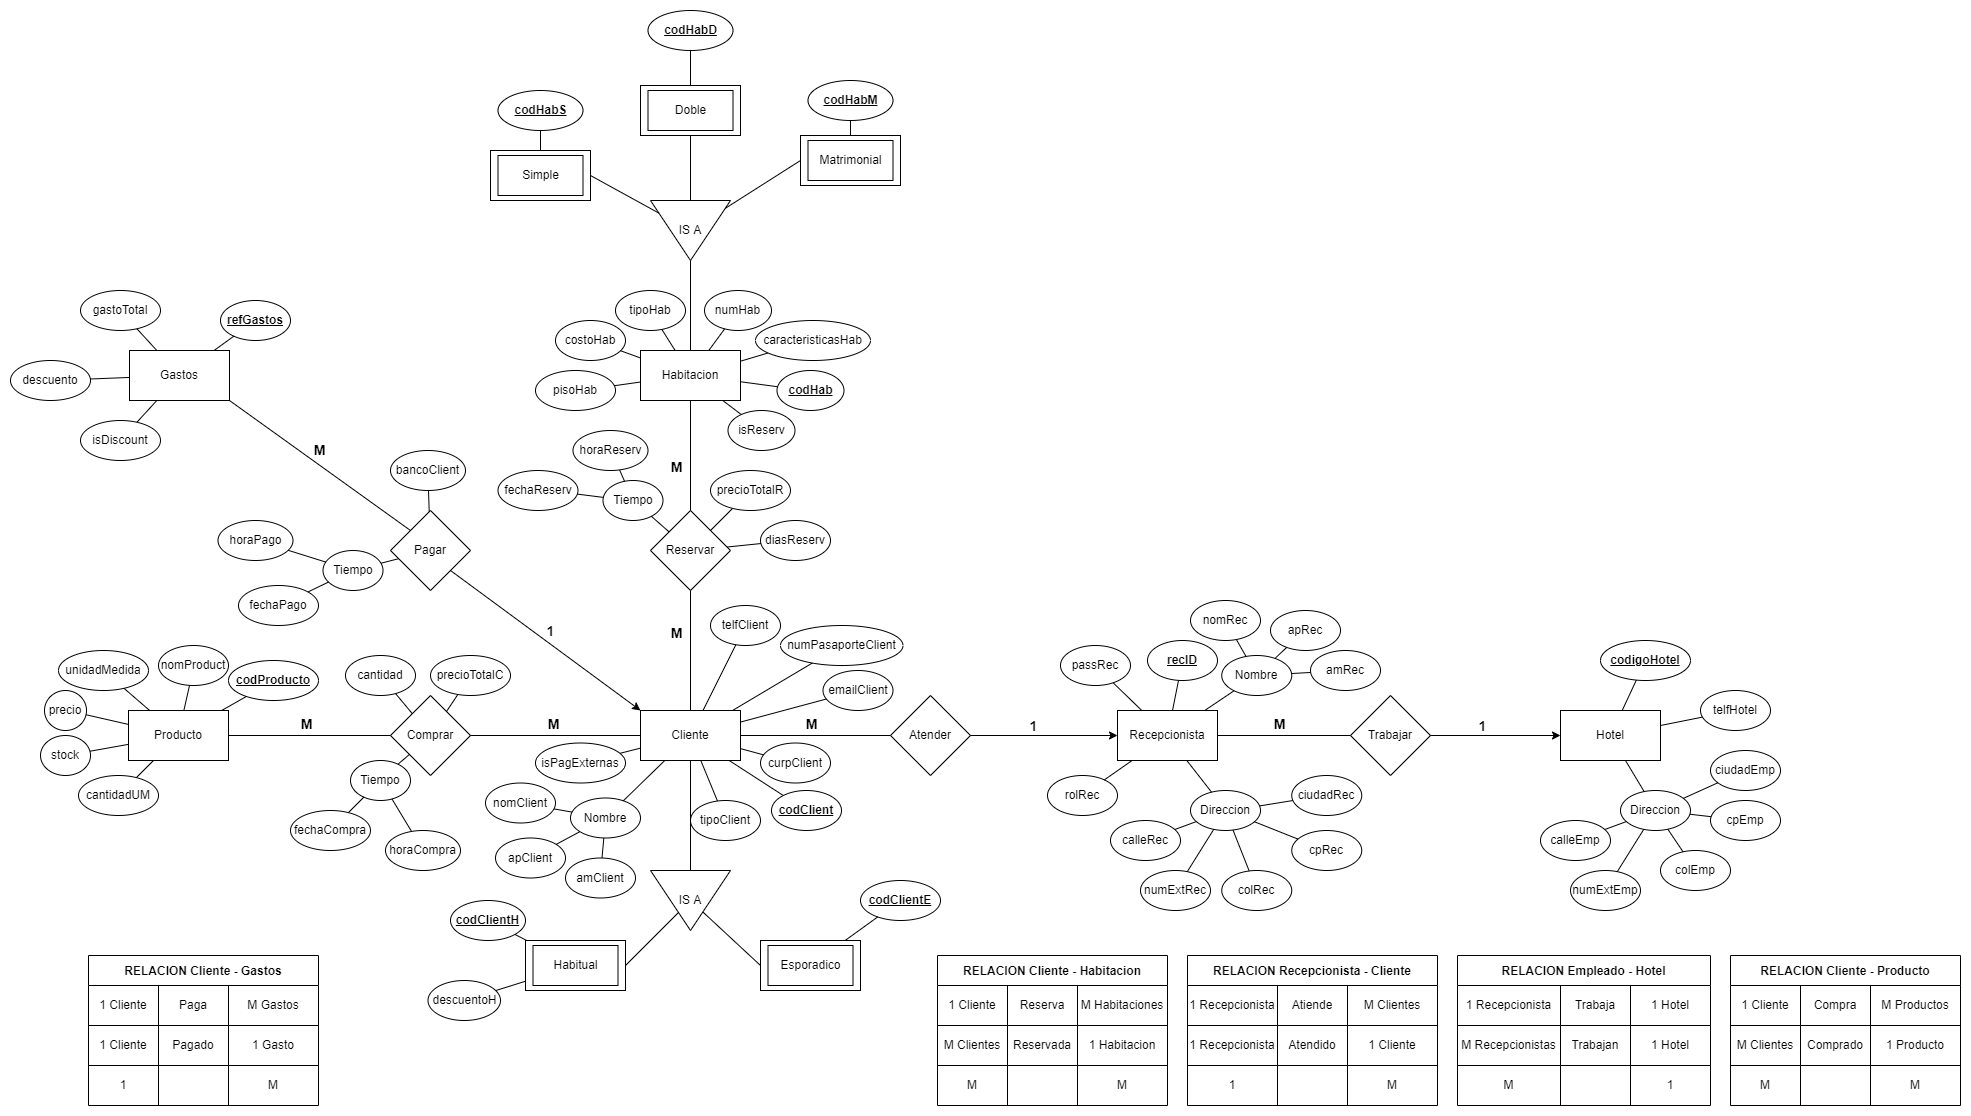 codHabD
codHabS
codHabM
Doble
Simple
Matrimonial
IS A
gastoTotal
refGastos
descuento
Gastos
isDiscount
tipoHab
numHab
costoHab
caracteristicasHab
pisoHab
Habitacion
codHab
isReserv
M
bancoClient
horaPago
Tiempo
fechaPago
Pagar
1
horaReserv
fechaReserv
Tiempo
M
precioTotalR
Reservar
diasReserv
M
telfClient
numPasaporteClient
emailClient
unidadMedida
nomProduct
codProducto
precio
stock
Producto
cantidadUM
M
cantidad
precioTotalC
Comprar
Tiempo
fechaCompra
horaCompra
M
Cliente
isPagExternas
nomClient
Nombre
apClient
amClient
tipoClient
curpClient
codClient
M
Atender
1
passRec
recID
nomRec
apRec
Nombre
amRec
Recepcionista
rolRec
Direccion
ciudadRec
calleRec
cpRec
numExtRec
colRec
M
Trabajar
1
codigoHotel
telfHotel
Hotel
Direccion
ciudadEmp
cpEmp
calleEmp
colEmp
numExtEmp
IS A
codClientH
Habitual
descuentoH
codClientE
Esporadico
RELACION Cliente - Gastos
1 Cliente Paga M Gastos
1 Cliente Pagado 1 Gasto
1 M
RELACION Cliente - Habitacion
1 Cliente Reserva M Habitaciones
M Clientes Reservada 1 Habitacion
M M
RELACION Recepcionista - Cliente
1 Recepcionista Atiende M Clientes
1 Recepcionista Atendido 1 Cliente
1 M
RELACION Empleado - Hotel
1 Recepcionista Trabaja 1 Hotel
M Recepcionistas Trabajan 1 Hotel
M 1
RELACION Cliente - Producto
1 Cliente Compra M Productos
M Clientes Comprado 1 Producto
M M